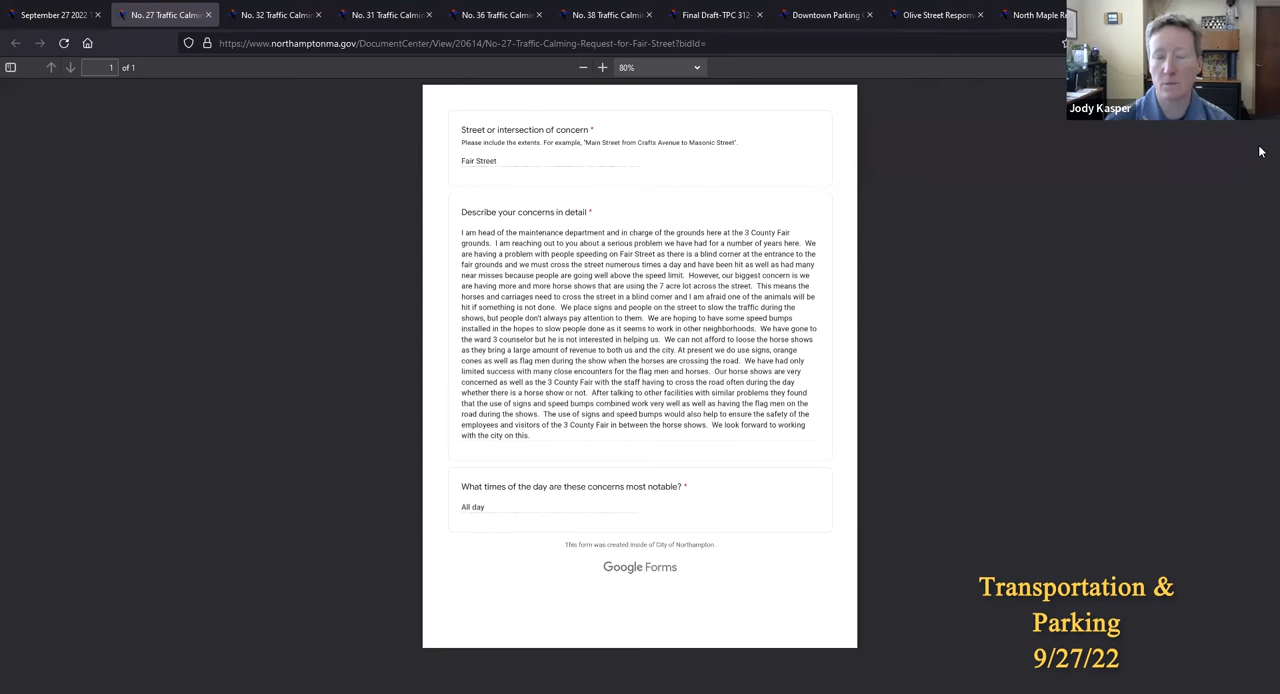 September 27 2022 T
No. 27 Traffic Calmin
No. 32 Traffic Calmin
No. 31 Traffic Calmin
No. 36 Traffic Calmin
No. 38 Traffic Calmin
Final Draft-TPC 312-
Downtown Parking C
Olive Street Respons
North Maple Re
https://www.northamptonma.gov/DocumentCenter/View/20614/No-27-Traffic-Calming-Request-for-Fair-Street?bidId=
1 of 1
80%
Jody Kasper
Street or intersection of concern *
Please include the extents. For example, "Main Street from Crafts Avenue to Masonic Street".
Fair Street
Describe your concerns in detail *
I am head of the maintenance department and in charge of the grounds here at the 3 County Fair
grounds. I am reaching out to you about a serious problem we have had for a number of years here. We
are having a problem with people speeding on Fair Street as there is a blind corner at the entrance to the
fair grounds and we must cross the street numerous times a day and have been hit as well as had many
near misses because people are going well above the speed limit. However, our biggest concern is we
are having more and more horse shows that are using the 7 acre lot across the street. This means the
horses and carriages need to cross the street in a blind corner and I am afraid one of the animals will be
hit if something is not done. We place signs and people on the street to slow the traffic during the
shows, but people don't always pay attention to them. We are hoping to have some speed bumps
installed in the hopes to slow people done as it seems to work in other neighborhoods. We have gone to
the ward 3 counselor but he is not interested in helping us. We can not afford to loose the horse shows
as they bring a large amount of revenue to both us and the city. At present we do use signs, orange
cones as well as flag men during the show when the horses are crossing the road. We have had only
limited success with many close encounters for the flag men and horses. Our horse shows are very
concerned as well as the 3 County Fair with the staff having to cross the road often during the day
whether there is a horse show or not. After talking to other facilities with similar problems they found
that the use of signs and speed bumps combined work very well as well as having the flag men on the
road during the shows. The use of signs and speed bumps would also help to ensure the safety of the
employees and visitors of the 3 County Fair in between the horse shows. We look forward to working
with the city on this.
What times of the day are these concerns most notable? *
All day
This form was created inside of City of Northampton.
Google Forms
Transportation &
Parking
9/27/22